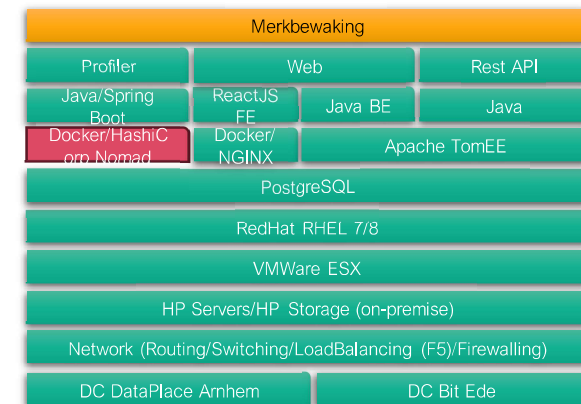 Merkbewaking
Profiler
Web
Rest API
Java/Spring
Boot
ReactJS
FE
Java BE
Java
Docker/HashiC
orp Nomad
Docker/
NGINX
Apache TomEE
PostgreSQL
RedHat RHEL 7/8
VMWare ESX
HP Servers/HP Storage (on-premise)
Network (Routing/Switching/LoadBalancing (F5)/Firewalling)
DC DataPlace Arnhem
DC Bit Ede